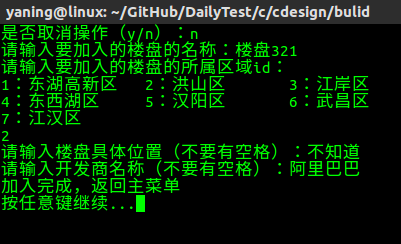 yaning@linux: ~/GitHub/DailyTest/c/cdesign/bulid
是否取消操作（y/n）：n
请输入要加入的楼盘的名称：楼盘321
请输入要加入的楼盘的所属区域id：
1：东湖高新区 2：洪山区 3：江岸区
4：东西湖区 5：汉阳区 6：武昌区
7：江汉区
2
请输入楼盘具体位置（不要有空格）：不知道
请输入开发商名称（不要有空格）：阿里巴巴
加入完成，返回主菜单
按任意键继续...